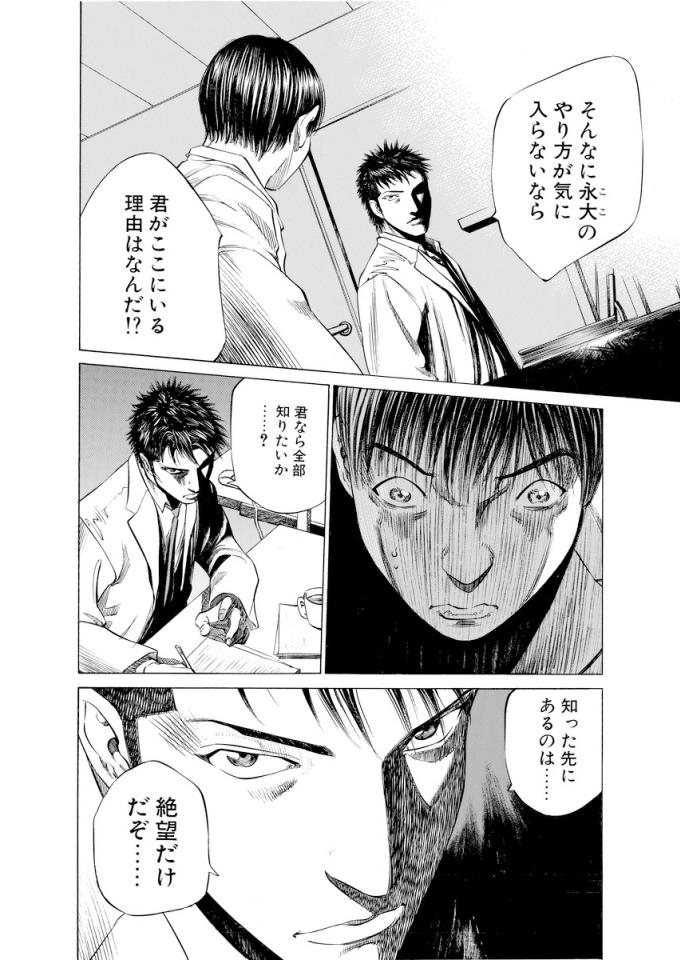 そんなに永大の
ここ
やり方が気に
入らないなら
君がここにいる
理由はなんだ!?
君なら全部
知りたいか
……?
知った先に
あるのは……
絶望だけ
だぞ……